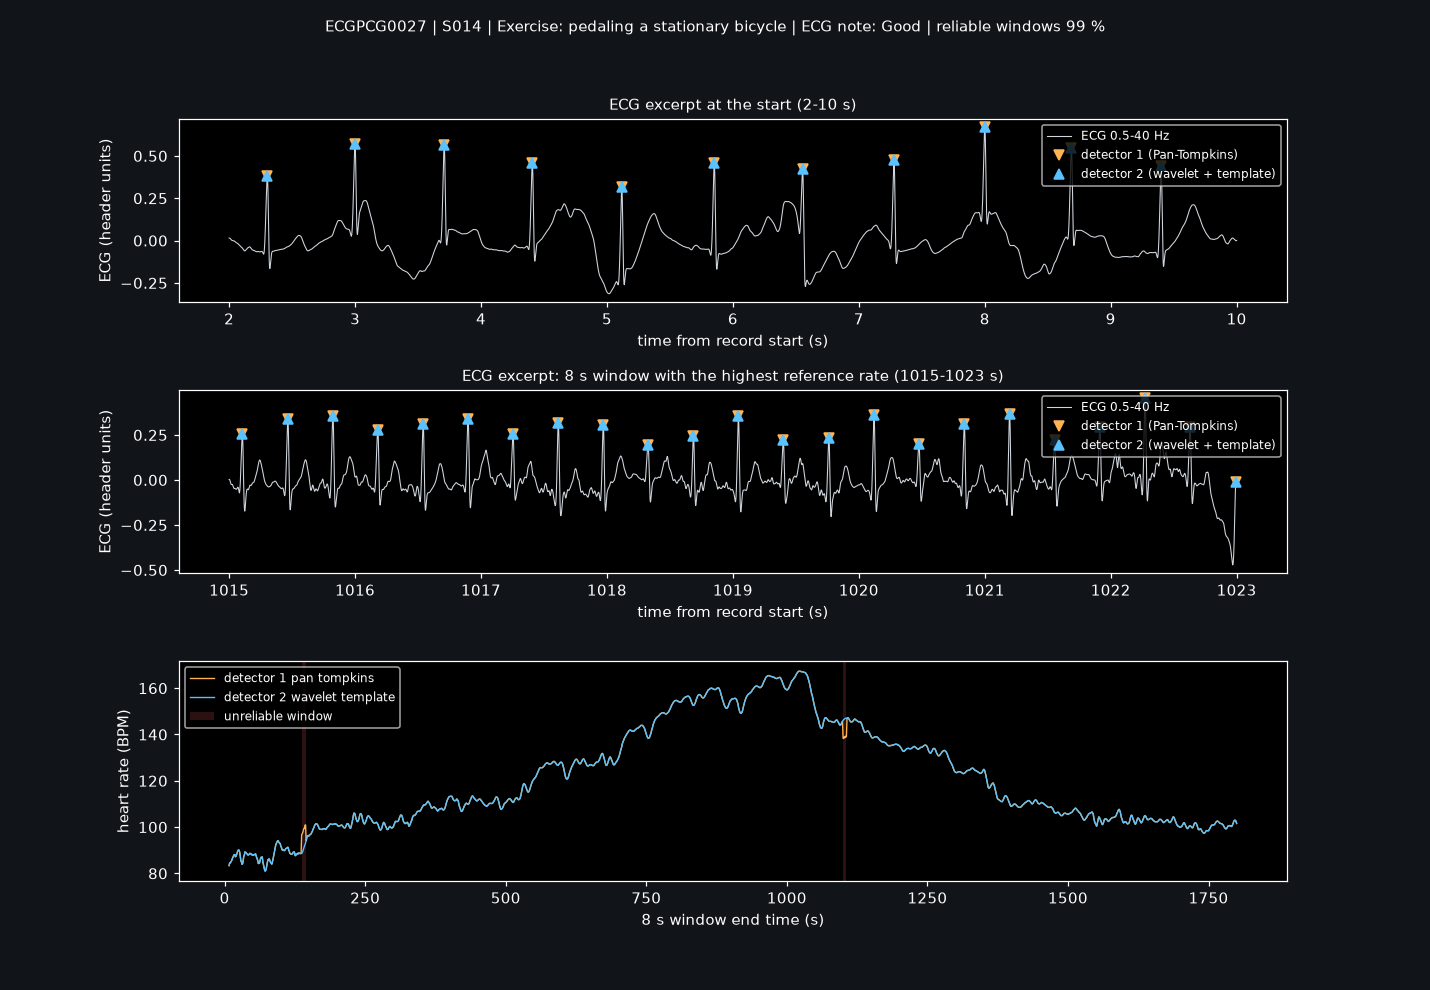 ECGPCG0027 | S014 | Exercise: pedaling a stationary bicycle | ECG note: Good | reliable windows 99 %
ECG excerpt at the start (2-10 s)
ECG (header units)
0.50
0.25
0.00
−0.25
ECG 0.5-40 Hz
detector 1 (Pan-Tompkins)
detector 2 (wavelet + template)
2 3 4 5 6 7 8 9 10
time from record start (s)
ECG excerpt: 8 s window with the highest reference rate (1015-1023 s)
ECG (header units)
0.25
0.00
−0.25
−0.50
ECG 0.5-40 Hz
detector 1 (Pan-Tompkins)
detector 2 (wavelet + template)
1015 1016 1017 1018 1019 1020 1021 1022 1023
time from record start (s)
heart rate (BPM)
160
140
120
100
80
detector 1 pan tompkins
detector 2 wavelet template
unreliable window
0 250 500 750 1000 1250 1500 1750
8 s window end time (s)